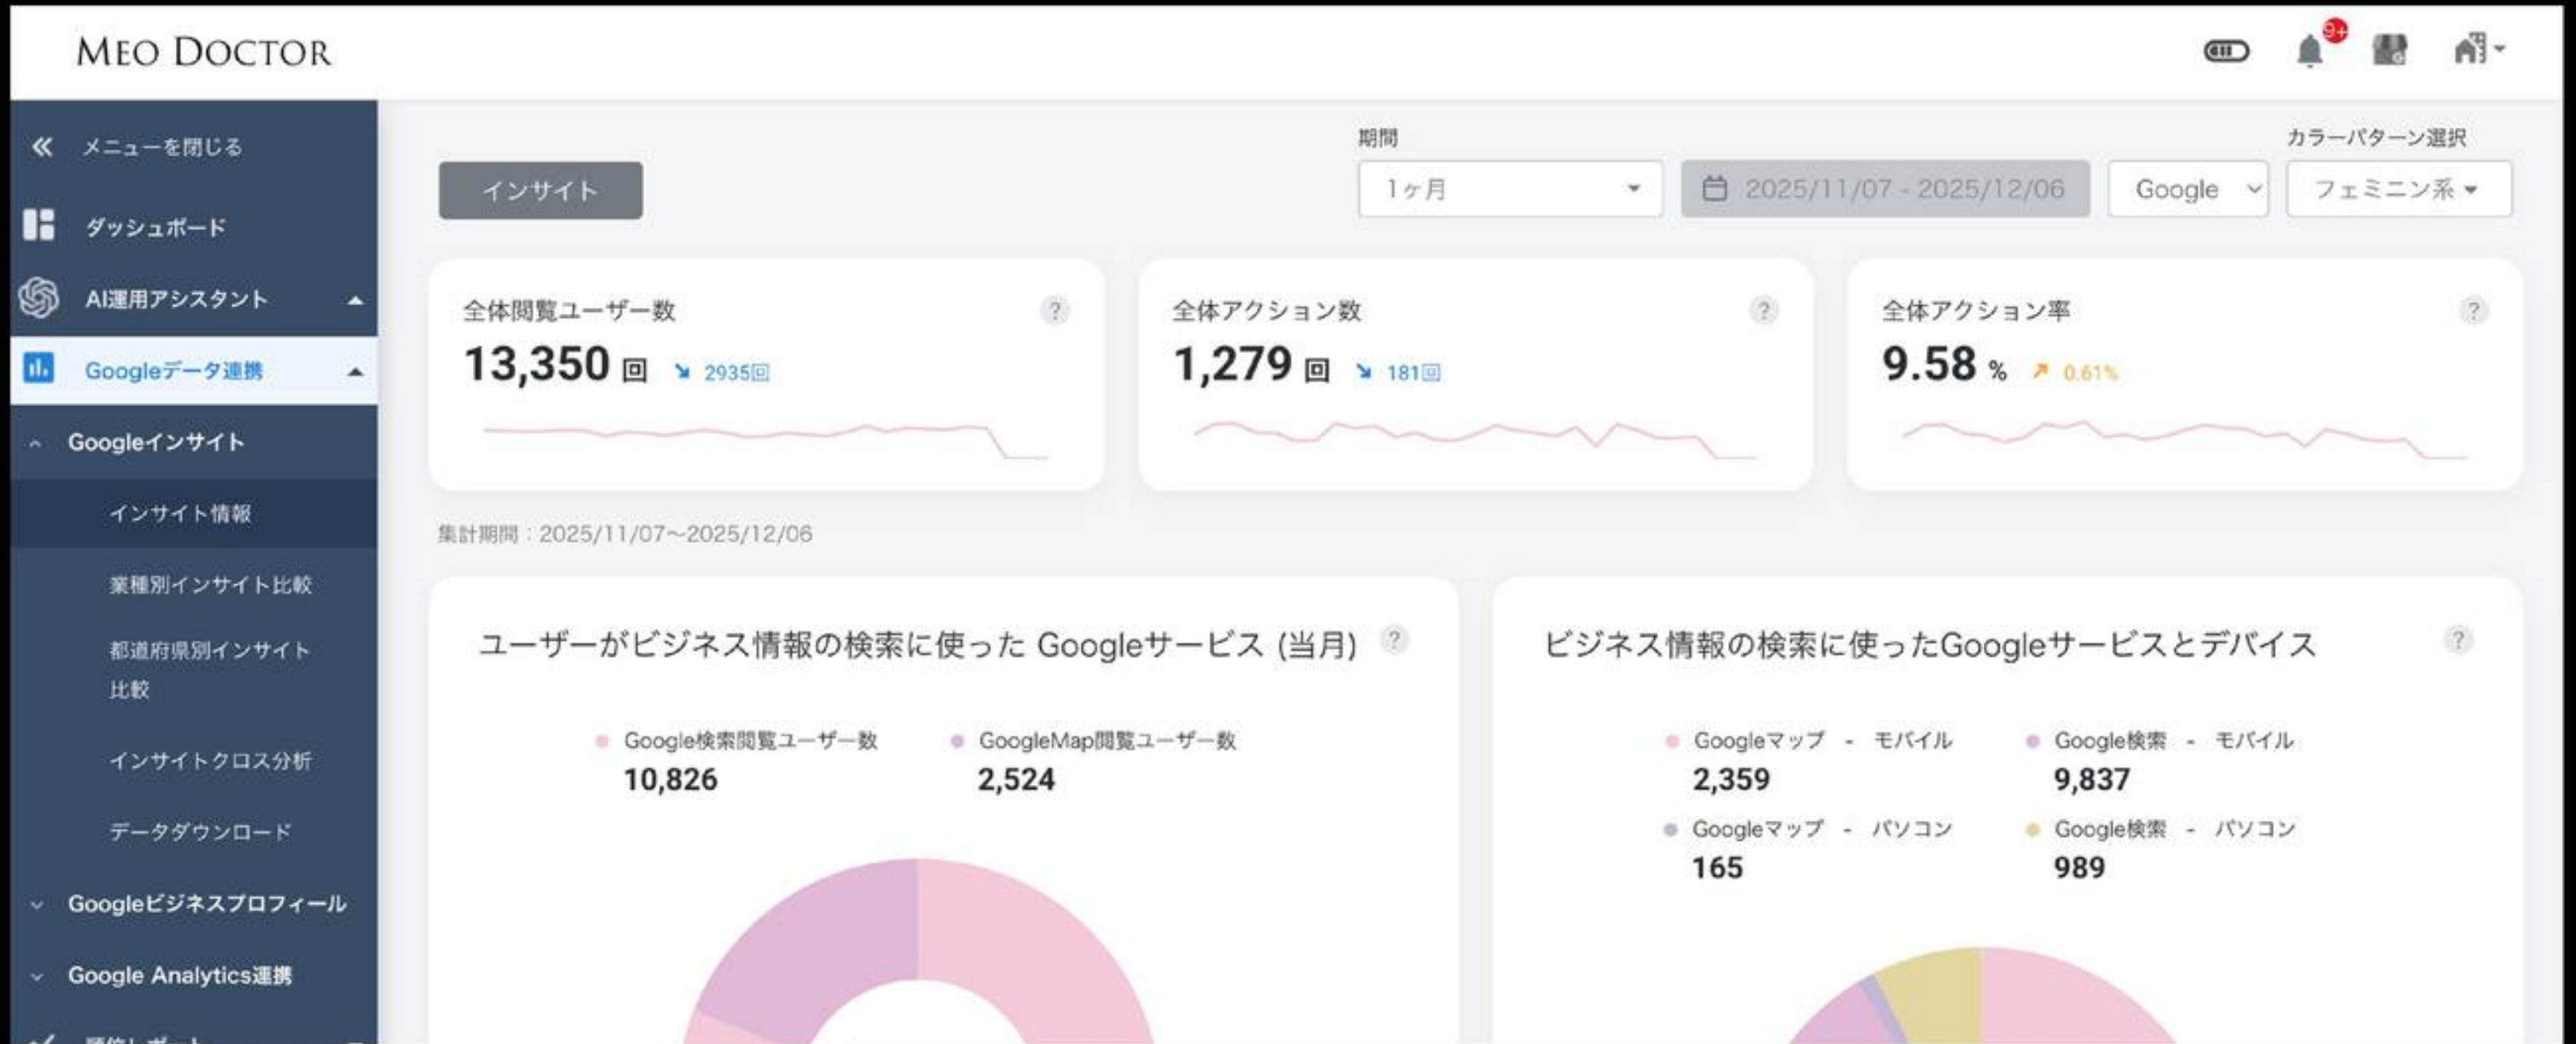 MEO DOCTOR
9+
メニューを閉じる
ダッシュボード
AI運用アシスタント
Googleデータ連携
Googleインサイト
インサイト情報
業種別インサイト比較
都道府県別インサイト
比較
インサイトクロス分析
データダウンロード
Googleビジネスプロフィール
Google Analytics連携
インサイト
期間
1ヶ月
2025/11/07 - 2025/12/06
Google
カラーパターン選択
フェミニン系
全体閲覧ユーザー数 ?
13,350 回 2935回
全体アクション数 ?
1,279 回 181回
全体アクション率 ?
9.58 % 0.61%
集計期間：2025/11/07〜2025/12/06
ユーザーがビジネス情報の検索に使った Googleサービス (当月) ?
Google検索閲覧ユーザー数
10,826
GoogleMap閲覧ユーザー数
2,524
ビジネス情報の検索に使ったGoogleサービスとデバイス ?
Googleマップ - モバイル
2,359
Google検索 - モバイル
9,837
Googleマップ - パソコン
165
Google検索 - パソコン
989